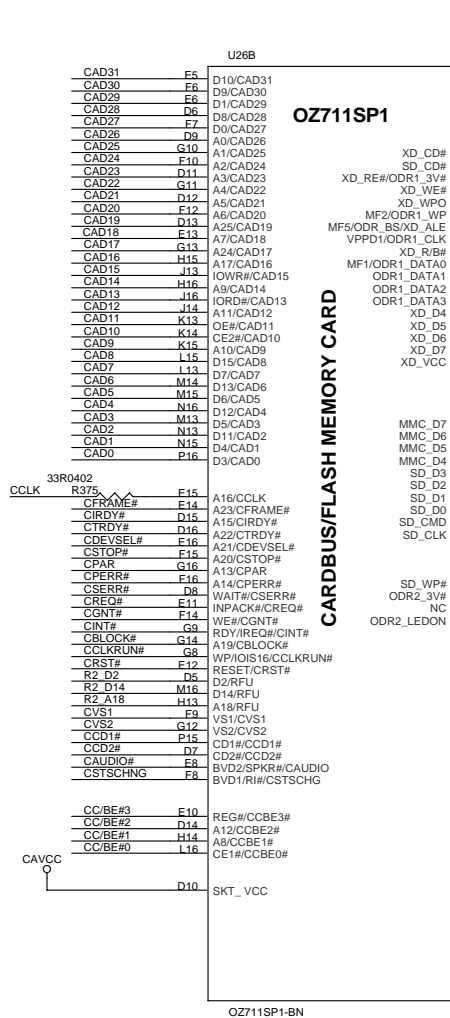 U26B
OZ711SP1
CAD31 E5 D10/CAD31
CAD30 F6 D9/CAD30
CAD29 E6 D1/CAD29
CAD28 D6 D8/CAD28
CAD27 F7 D0/CAD27
CAD26 D9 A0/CAD26
CAD25 G10 A1/CAD25
CAD24 F10 A2/CAD24
CAD23 D11 A3/CAD23
CAD22 G11 A4/CAD22
CAD21 D12 A5/CAD21
CAD20 F12 A6/CAD20
CAD19 D13 A25/CAD19
CAD18 E13 A7/CAD18
CAD17 G13 A24/CAD17
CAD16 H15 A17/CAD16
CAD15 J13 IOWR#/CAD15
CAD14 H16 A9/CAD14
CAD13 J16 IORD#/CAD13
CAD12 J14 A11/CAD12
CAD11 K13 OE#/CAD11
CAD10 K14 CE2#/CAD10
CAD9 K15 A10/CAD9
CAD8 L15 D15/CAD8
CAD7 L13 D7/CAD7
CAD6 M14 D13/CAD6
CAD5 M15 D6/CAD5
CAD4 N16 D12/CAD4
CAD3 M13 D5/CAD3
CAD2 N13 D11/CAD2
CAD1 N15 D4/CAD1
CAD0 P16 D3/CAD0
33R0402
CCLK R375 E15 A16/CCLK
CFRAME# E14 A23/CFRAME#
CIRDY# D15 A15/CIRDY#
CTRDY# D16 A22/CTRDY#
CDEVSEL# E16 A21/CDEVSEL#
CSTOP# F15 A20/CSTOP#
CPAR G16 A13/CPAR
CPERR# F16 A14/CPERR#
CSERR# D8 WAIT#/CSERR#
CREQ# E11 INPACK#/CREQ#
CGNT# F14 WE#/CGNT#
CINT# G9 RDY/IREQ#/CINT#
CBLOCK# G14 A19/CBLOCK#
CCLKRUN# G8 WP/IOIS16/CCLKRUN#
CRST# E12 RESET/CRST#
R2_D2 D5 D2/RFU
R2_D14 M16 D14/RFU
R2_A18 H13 A18/RFU
CVS1 F9 VS1/CVS1
CVS2 G12 VS2/CVS2
CCD1# P15 CD1#/CCD1#
CCD2# D7 CD2#/CCD2#
CAUDIO# E8 BVD2/SPKR#/CAUDIO
CSTSCHNG F8 BVD1/RI#/CSTSCHG
CC/BE#3 E10 REG#/CCBE3#
CC/BE#2 D14 A12/CCBE2#
CC/BE#1 H14 A8/CCBE1#
CC/BE#0 L16 CE1#/CCBE0#
CAVCC
D10 SKT_ VCC
CARDBUS/FLASH MEMORY CARD
XD_CD#
SD_CD#
XD_RE#/ODR1_3V#
XD_WE#
XD_WPO
MF2/ODR1_WP
MF5/ODR_BS/XD_ALE
VPPD1/ODR1_CLK
XD_R/B#
MF1/ODR1_DATA0
ODR1_DATA1
ODR1_DATA2
ODR1_DATA3
XD_D4
XD_D5
XD_D6
XD_D7
XD_VCC
MMC_D7
MMC_D6
MMC_D5
MMC_D4
SD_D3
SD_D2
SD_D1
SD_D0
SD_CMD
SD_CLK
SD_WP#
ODR2_3V#
NC
ODR2_LEDON
OZ711SP1-BN